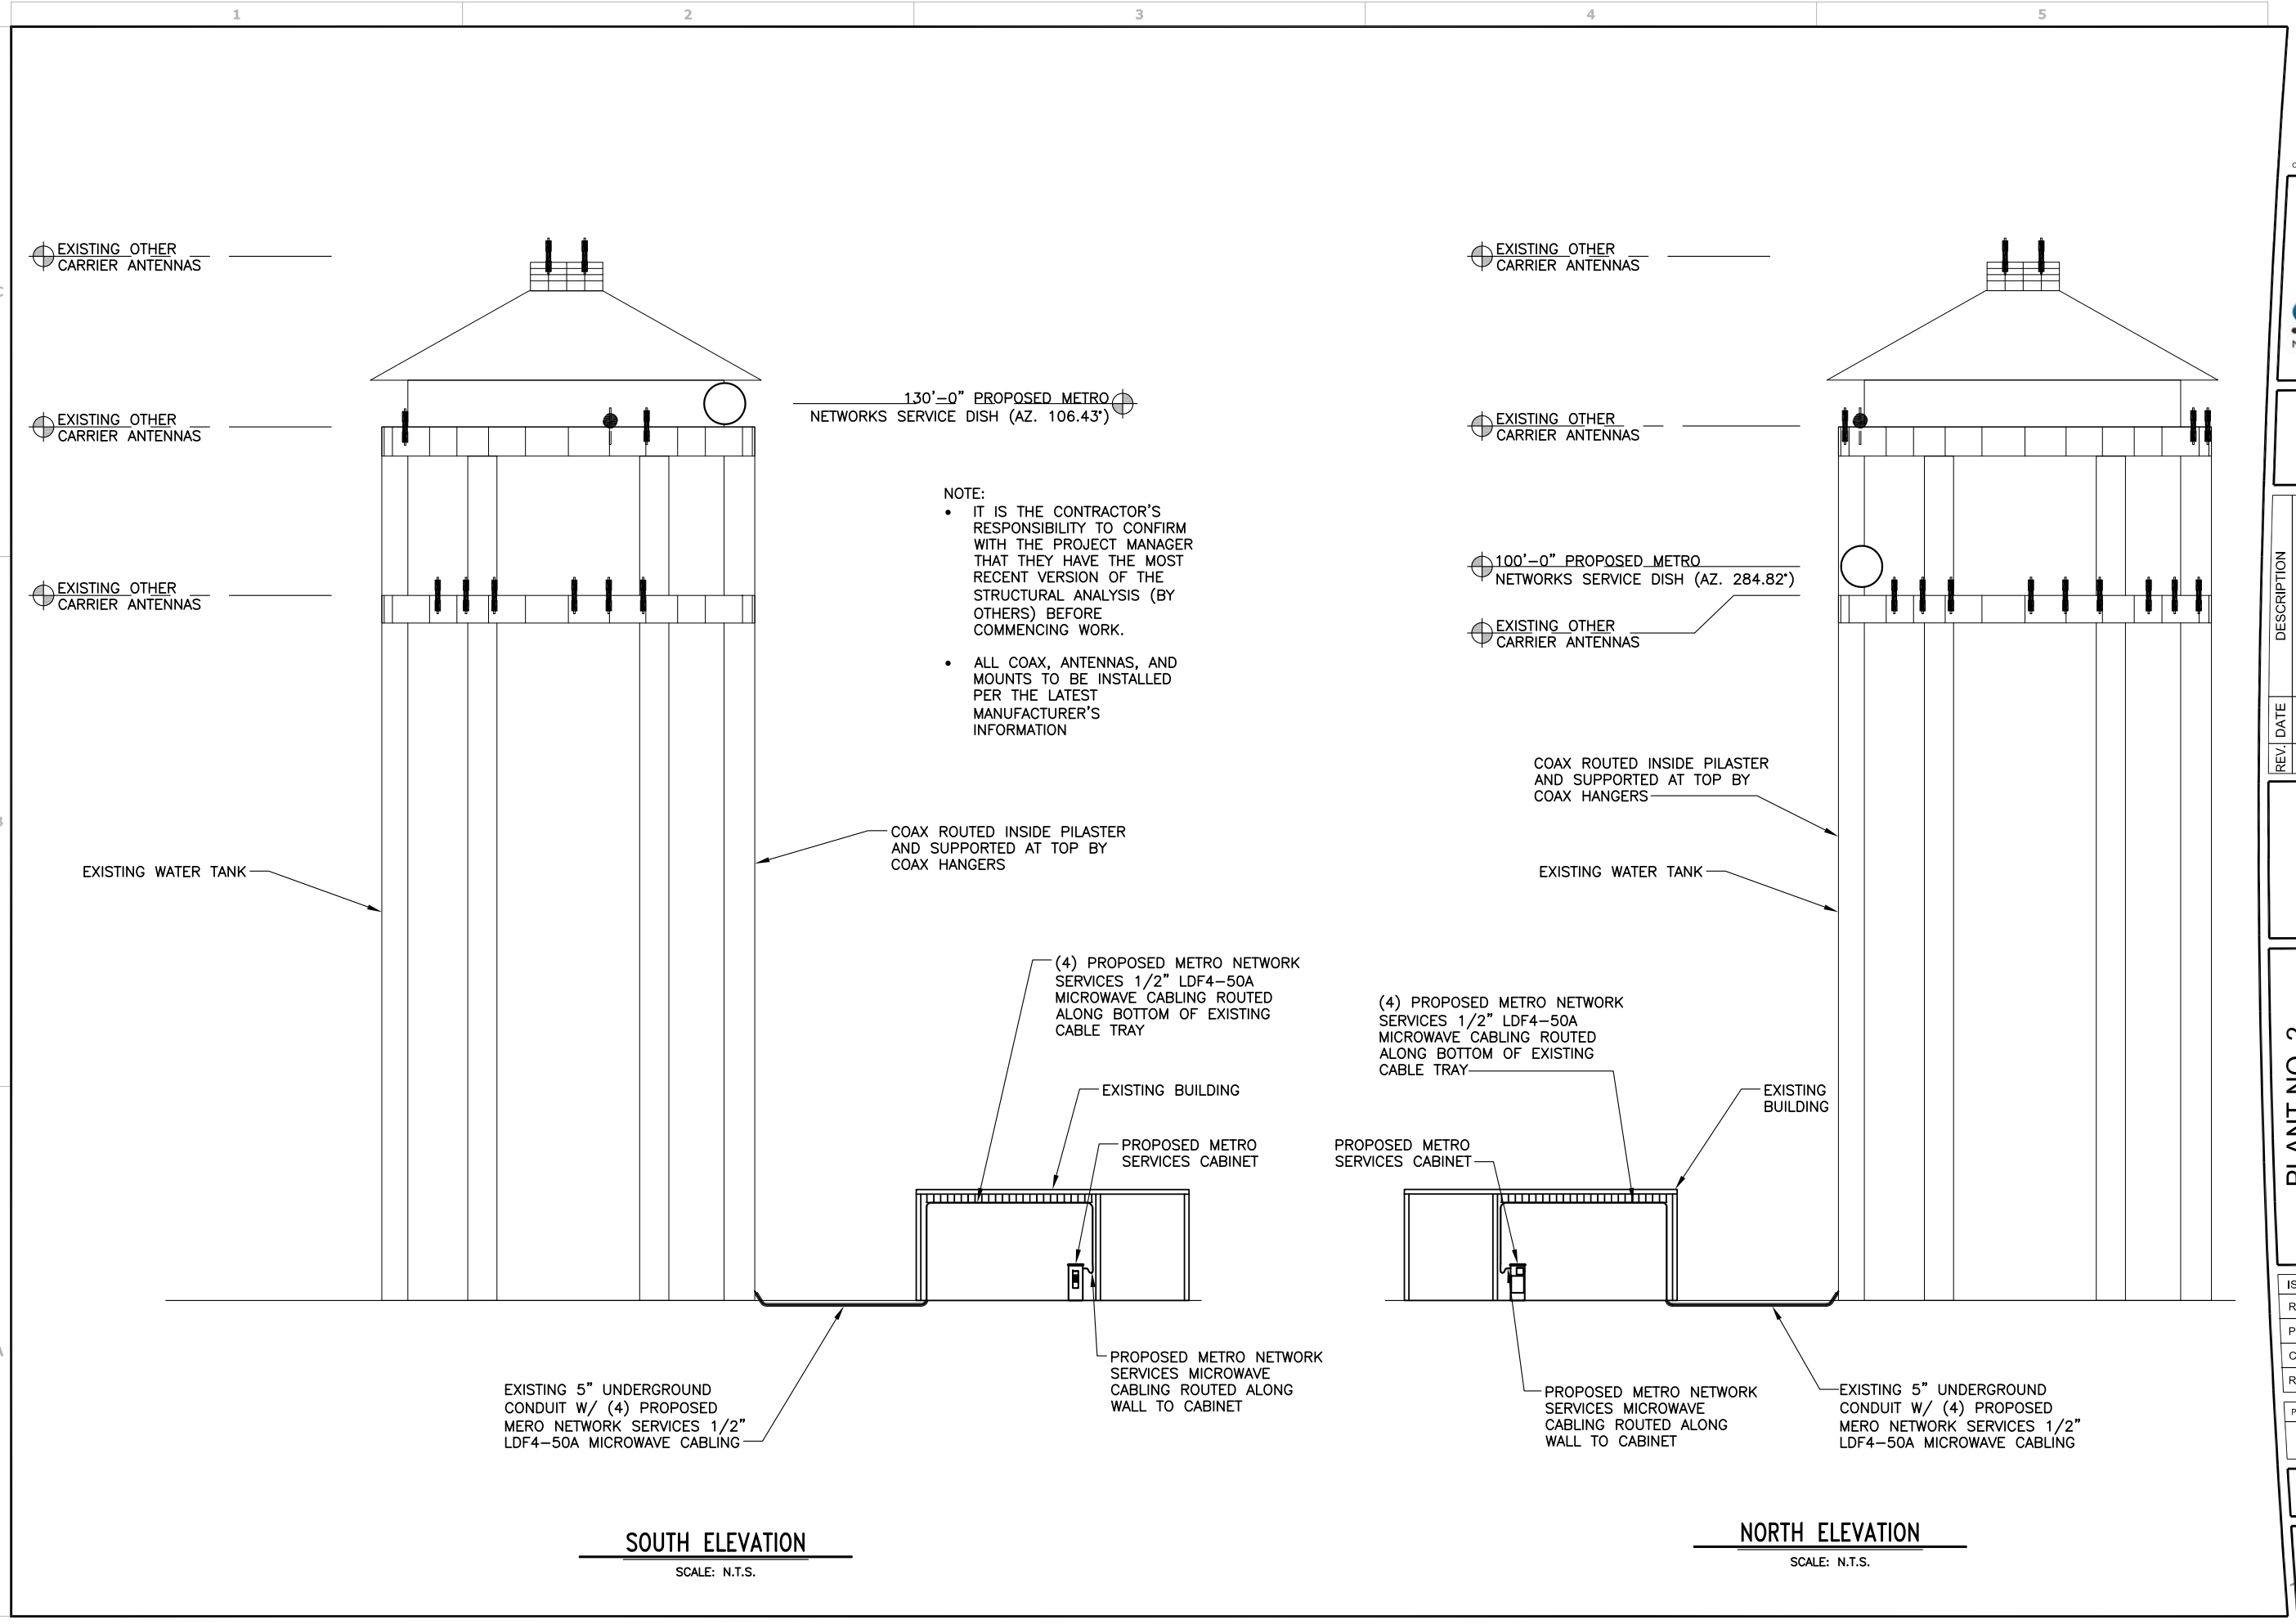 1
2
3
4
5
EXISTING OTHER
CARRIER ANTENNAS
EXISTING OTHER
CARRIER ANTENNAS
EXISTING OTHER
CARRIER ANTENNAS
130'-0" PROPOSED METRO
NETWORKS SERVICE DISH (AZ. 106.43°)
NOTE:
• IT IS THE CONTRACTOR'S
RESPONSIBILITY TO CONFIRM
WITH THE PROJECT MANAGER
THAT THEY HAVE THE MOST
RECENT VERSION OF THE
STRUCTURAL ANALYSIS (BY
OTHERS) BEFORE
COMMENCING WORK.
• ALL COAX, ANTENNAS, AND
MOUNTS TO BE INSTALLED
PER THE LATEST
MANUFACTURER'S
INFORMATION
COAX ROUTED INSIDE PILASTER
AND SUPPORTED AT TOP BY
COAX HANGERS
EXISTING WATER TANK
(4) PROPOSED METRO NETWORK
SERVICES 1/2" LDF4-50A
MICROWAVE CABLING ROUTED
ALONG BOTTOM OF EXISTING
CABLE TRAY
EXISTING BUILDING
PROPOSED METRO
SERVICES CABINET
PROPOSED METRO NETWORK
SERVICES MICROWAVE
CABLING ROUTED ALONG
WALL TO CABINET
EXISTING 5" UNDERGROUND
CONDUIT W/ (4) PROPOSED
MERO NETWORK SERVICES 1/2"
LDF4-50A MICROWAVE CABLING
SOUTH ELEVATION
SCALE: N.T.S.
EXISTING OTHER
CARRIER ANTENNAS
EXISTING OTHER
CARRIER ANTENNAS
100'-0" PROPOSED METRO
NETWORKS SERVICE DISH (AZ. 284.82°)
EXISTING OTHER
CARRIER ANTENNAS
COAX ROUTED INSIDE PILASTER
AND SUPPORTED AT TOP BY
COAX HANGERS
EXISTING WATER TANK
(4) PROPOSED METRO NETWORK
SERVICES 1/2" LDF4-50A
MICROWAVE CABLING ROUTED
ALONG BOTTOM OF EXISTING
CABLE TRAY
EXISTING
BUILDING
PROPOSED METRO
SERVICES CABINET
PROPOSED METRO NETWORK
SERVICES MICROWAVE
CABLING ROUTED ALONG
WALL TO CABINET
EXISTING 5" UNDERGROUND
CONDUIT W/ (4) PROPOSED
MERO NETWORK SERVICES 1/2"
LDF4-50A MICROWAVE CABLING
NORTH ELEVATION
SCALE: N.T.S.
REV. DATE DESCRIPTION
PLANT NO.